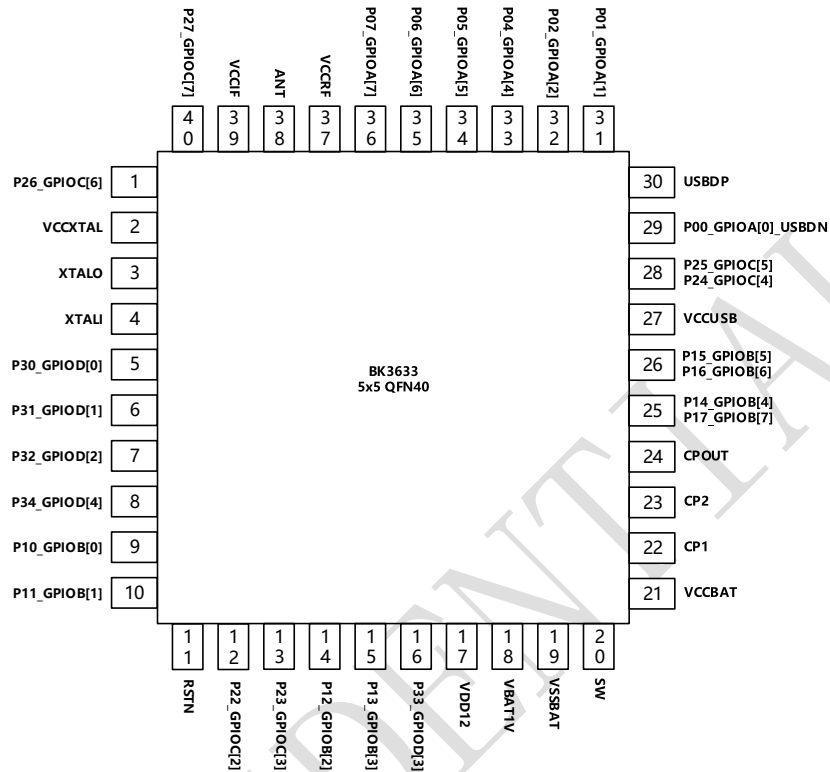 P27_GPIOC[7]
VCCIF
ANT
VCCRF
P07_GPIOA[7]
P06_GPIOA[6]
P05_GPIOA[5]
P04_GPIOA[4]
P02_GPIOA[2]
P01_GPIOA[1]
40
39
38
37
36
35
34
33
32
31
P26_GPIOC[6] 1
VCCXTAL 2
XTALO 3
XTALI 4
P30_GPIOD[0] 5
P31_GPIOD[1] 6
P32_GPIOD[2] 7
P34_GPIOD[4] 8
P10_GPIOB[0] 9
P11_GPIOB[1] 10
BK3633
5x5 QFN40
30 USBDP
29 P00_GPIOA[0]_USBDN
28 P25_GPIOC[5]
P24_GPIOC[4]
27 VCCUSB
26 P15_GPIOB[5]
P16_GPIOB[6]
25 P14_GPIOB[4]
P17_GPIOB[7]
24 CPOUT
23 CP2
22 CP1
21 VCCBAT
11
12
13
14
15
16
17
18
19
20
RSTN
P22_GPIOC[2]
P23_GPIOC[3]
P12_GPIOB[2]
P13_GPIOB[3]
P33_GPIOD[3]
VDD12
VBAT1V
VSSBAT
SW